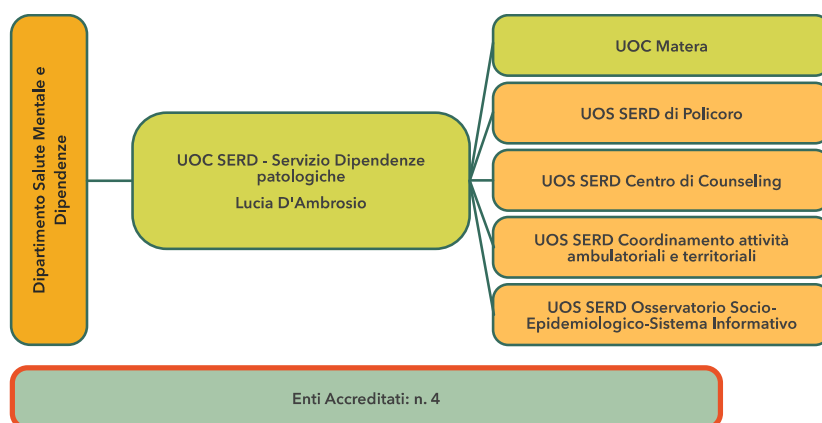 Dipartimento Salute Mentale e
Dipendenze
UOC SERD - Servizio Dipendenze
patologiche
Lucia D'Ambrosio
UOC Matera
UOS SERD di Policoro
UOS SERD Centro di Counseling
UOS SERD Coordinamento attività
ambulatoriali e territoriali
UOS SERD Osservatorio Socio-
Epidemiologico-Sistema Informativo
Enti Accreditati: n. 4